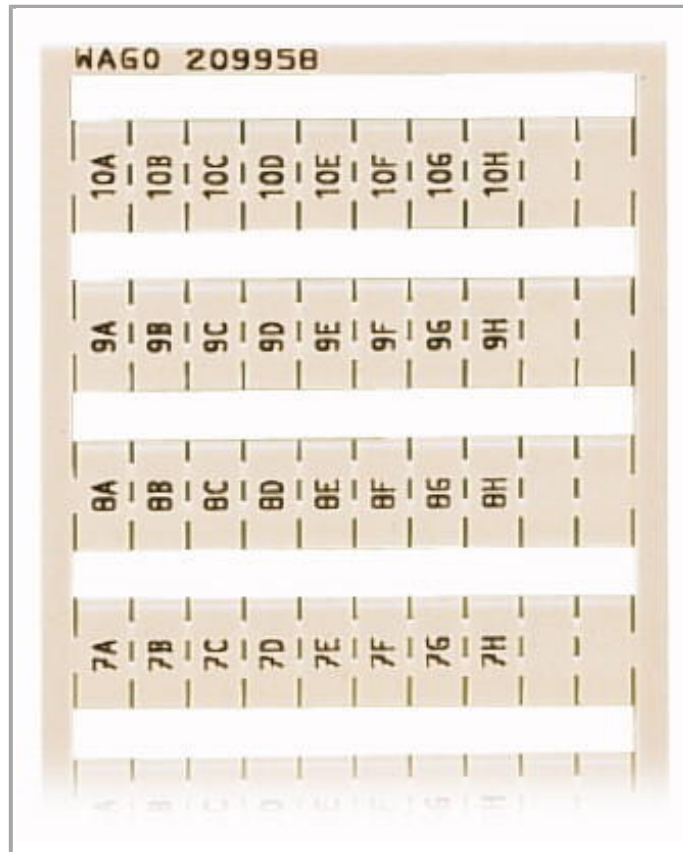 WAGO 209958
10A 10B 10C 10D 10E 10F 10G 10H
9A 9B 9C 9D 9E 9F 9G 9H
8A 8B 8C 8D 8E 8F 8G 8H
7A 7B 7C 7D 7E 7F 7G 7H